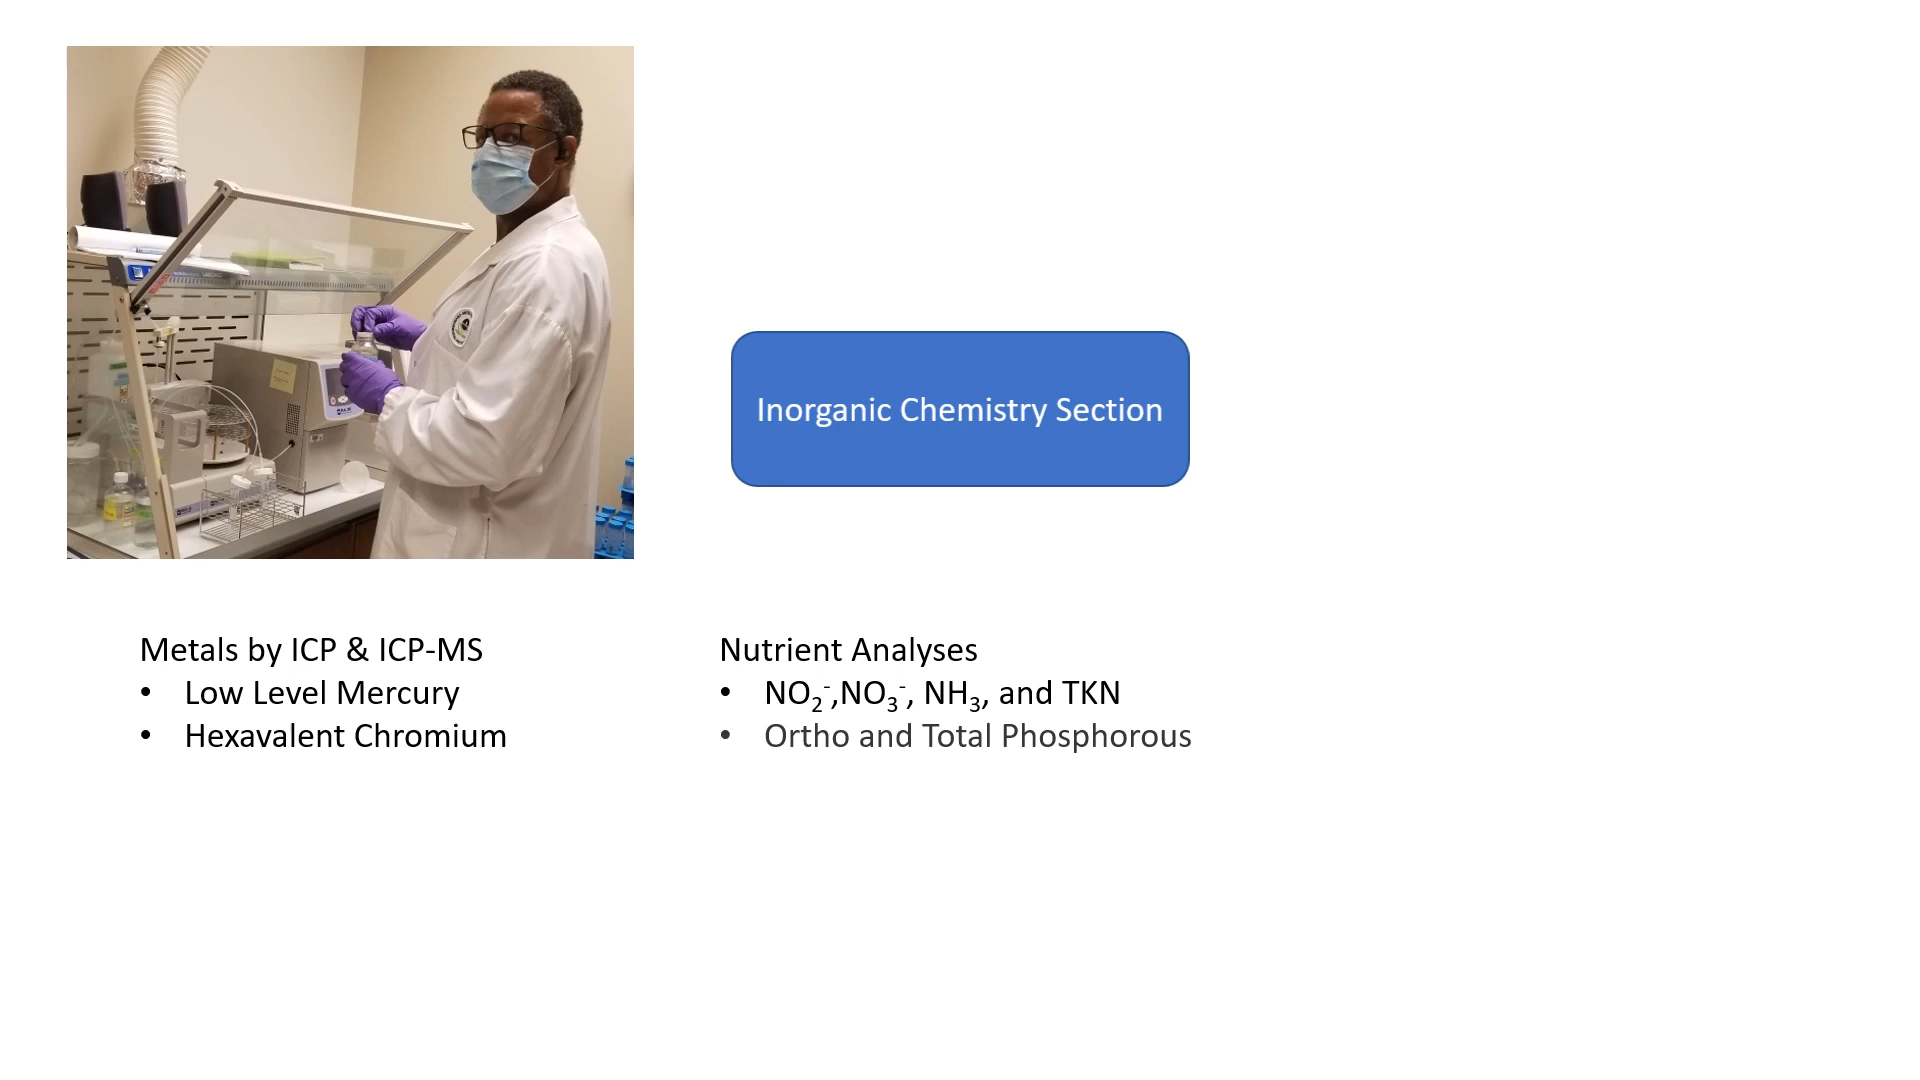 Inorganic Chemistry Section
Metals by ICP & ICP-MS
• Low Level Mercury
• Hexavalent Chromium
Nutrient Analyses
• NO₂⁻,NO₃⁻, NH₃, and TKN
• Ortho and Total Phosphorous